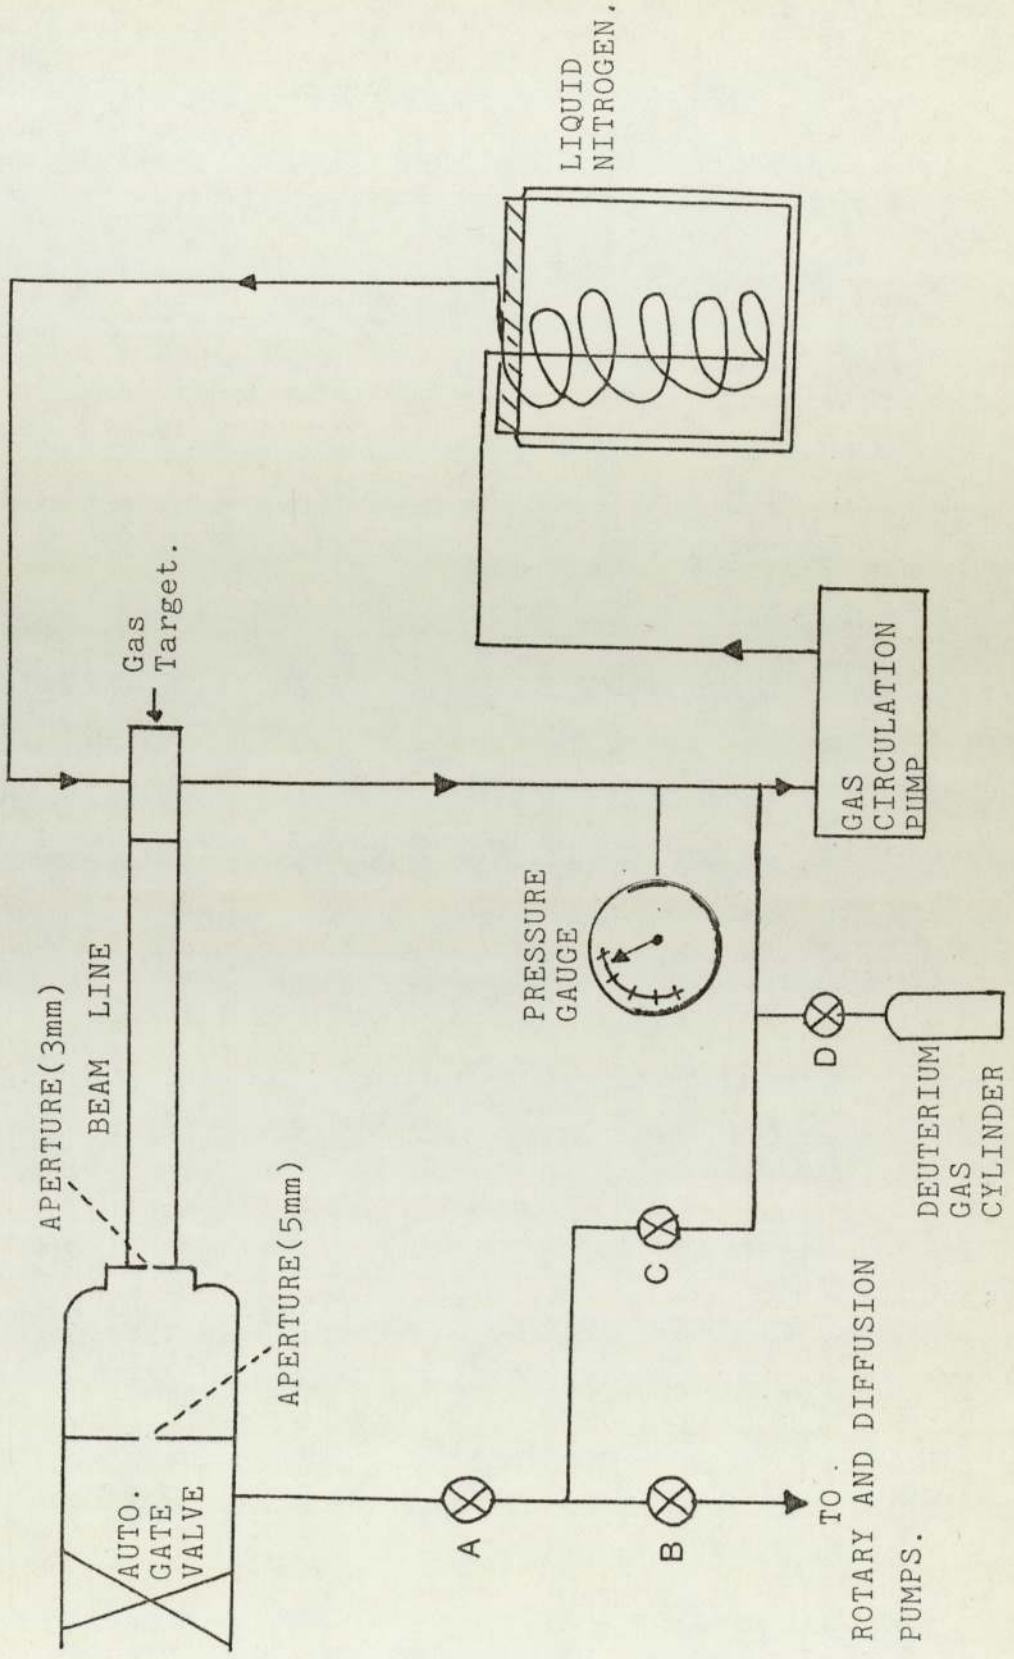 APERTURE(3mm)
BEAM LINE
Gas
Target.
AUTO.
GATE
VALVE
APERTURE(5mm)
LIQUID
NITROGEN.
PRESSURE
GAUGE
A
B
C
D
GAS
CIRCULATION
PUMP
DEUTERIUM
GAS
CYLINDER
TO
ROTARY AND DIFFUSION
PUMPS.